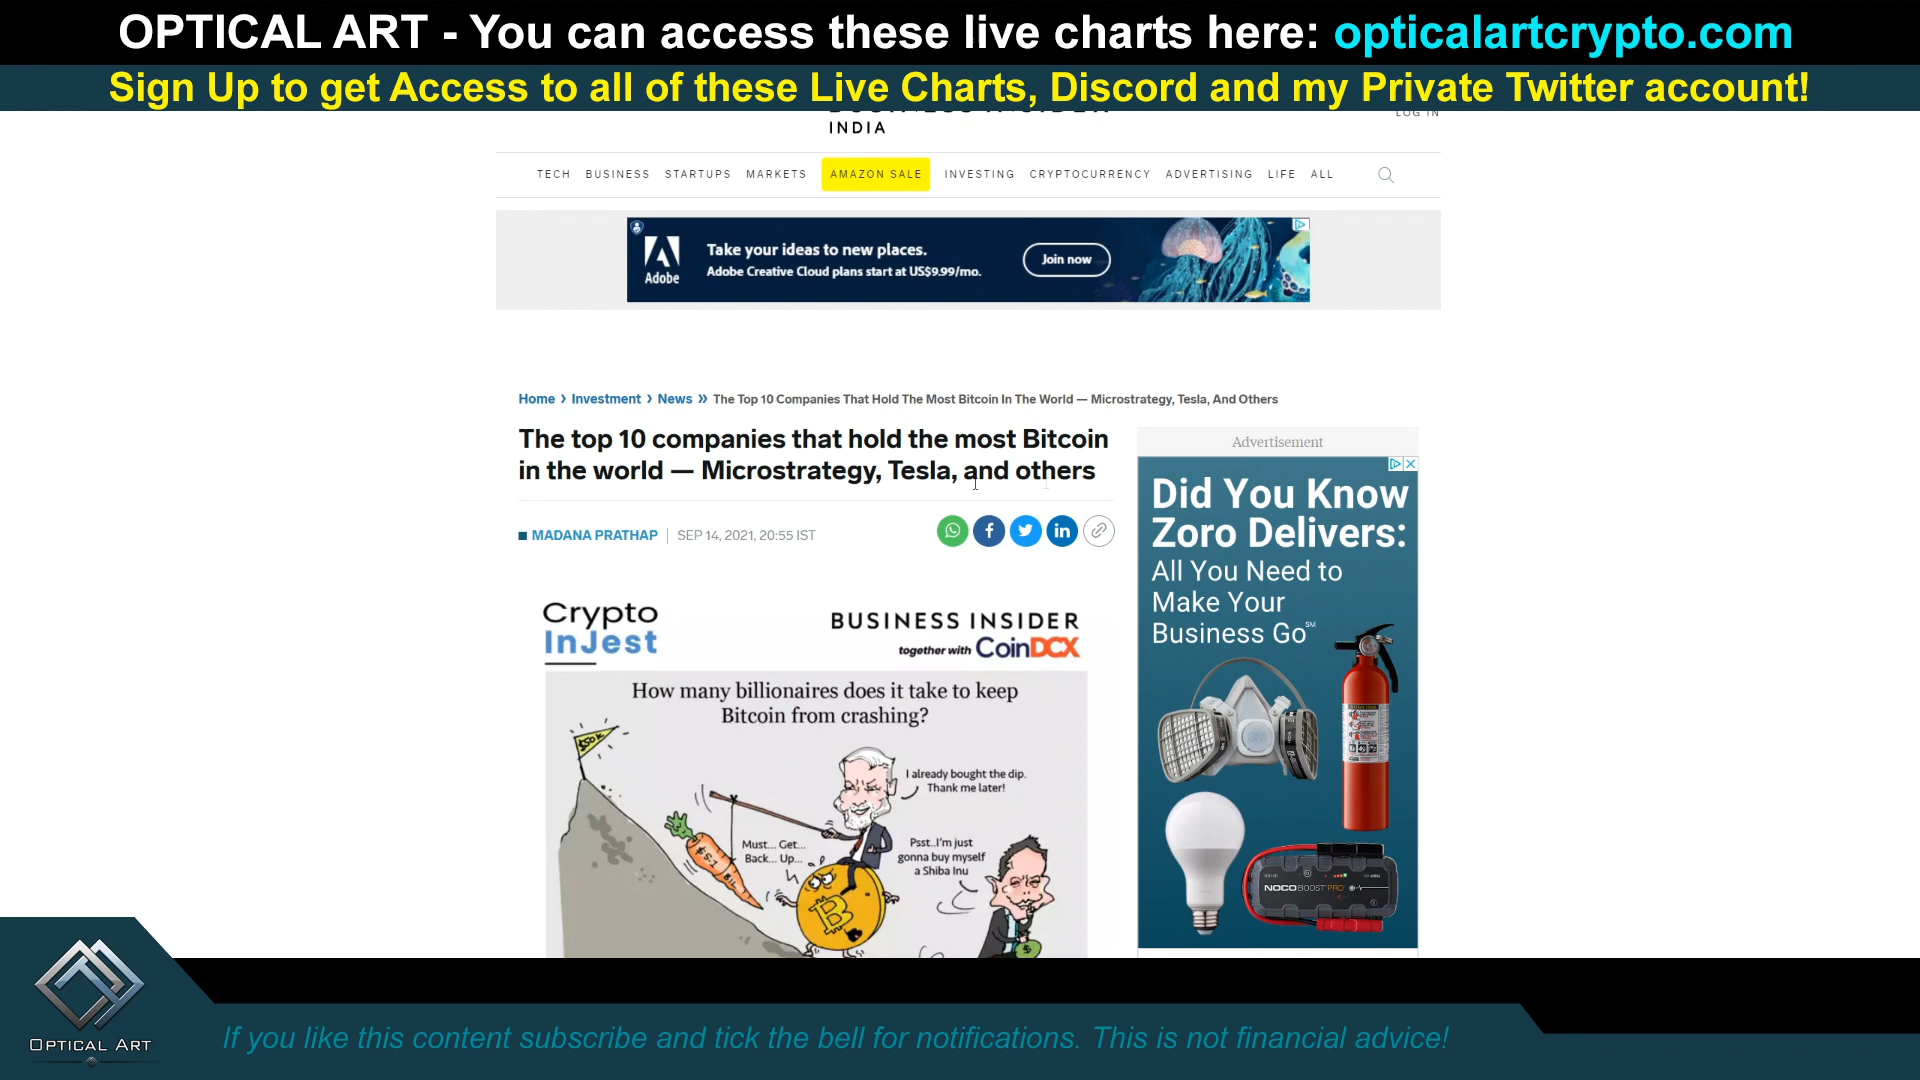 OPTICAL ART - You can access these live charts here: opticalartcrypto.com
Sign Up to get Access to all of these Live Charts, Discord and my Private Twitter account!
LOG IN
INDIA
TECH BUSINESS STARTUPS MARKETS AMAZON SALE INVESTING CRYPTOCURRENCY ADVERTISING LIFE ALL
Adobe
Take your ideas to new places.
Adobe Creative Cloud plans start at US$9.99/mo.
Join now
Home › Investment › News » The Top 10 Companies That Hold The Most Bitcoin In The World — Microstrategy, Tesla, And Others
The top 10 companies that hold the most Bitcoin
in the world — Microstrategy, Tesla, and others
MADANA PRATHAP | SEP 14, 2021, 20:55 IST
Crypto
InJest
BUSINESS INSIDER
together with CoinDCX
How many billionaires does it take to keep
Bitcoin from crashing?
$50K
I already bought the dip.
Thank me later!
Must... Get...
Back... Up...
Psst..I'm just
gonna buy myself
a Shiba Inu
Advertisement
Did You Know
Zoro Delivers:
All You Need to
Make Your
Business Go℠
3M
NOCO BOOST PRO
OPTICAL ART
If you like this content subscribe and tick the bell for notifications. This is not financial advice!